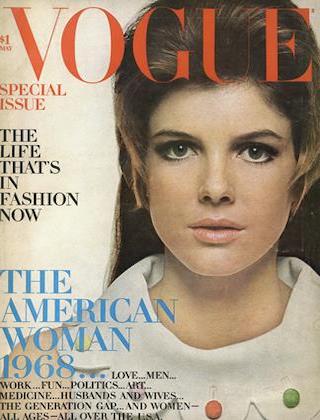 VOGUE
$1
MAY
SPECIAL
ISSUE
THE
LIFE
THAT'S
IN
FASHION
NOW
THE
AMERICAN
WOMAN
1968... LOVE...MEN...
WORK...FUN...POLITICS...ART...
MEDICINE...HUSBANDS AND WIVES...
THE GENERATION GAP...AND WOMEN—
ALL AGES—ALL OVER THE U.S.A.